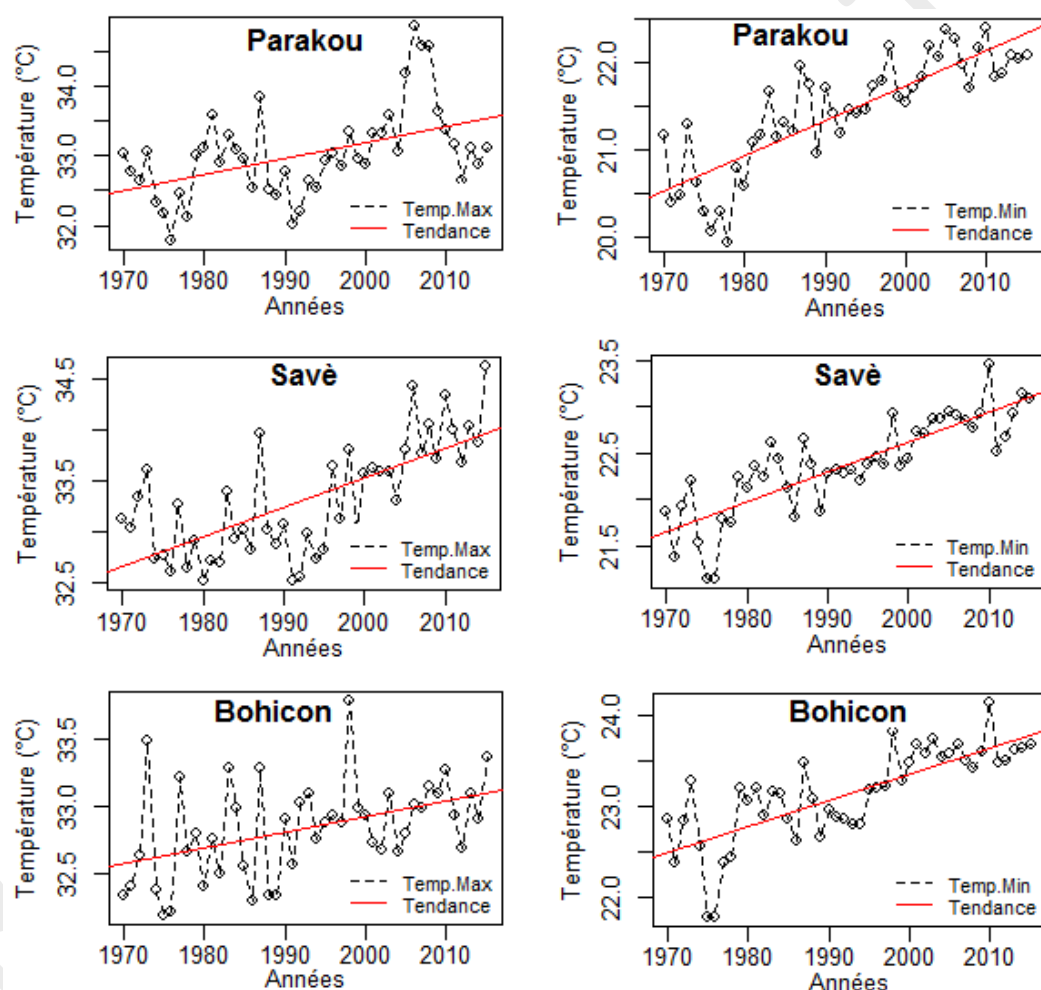 Parakou
Température (°C)
32.0 33.0 34.0
Temp.Max
Tendance
1970 1980 1990 2000 2010
Années
Parakou
Température (°C)
20.0 21.0 22.0
Temp.Min
Tendance
1970 1980 1990 2000 2010
Années
Savè
Température (°C)
32.5 33.5 34.5
Temp.Max
Tendance
1970 1980 1990 2000 2010
Années
Savè
Température (°C)
21.5 22.5 23.5
Temp.Min
Tendance
1970 1980 1990 2000 2010
Années
Bohicon
Température (°C)
32.5 33.0 33.5
Temp.Max
Tendance
1970 1980 1990 2000 2010
Années
Bohicon
Température (°C)
22.0 23.0 24.0
Temp.Min
Tendance
1970 1980 1990 2000 2010
Années